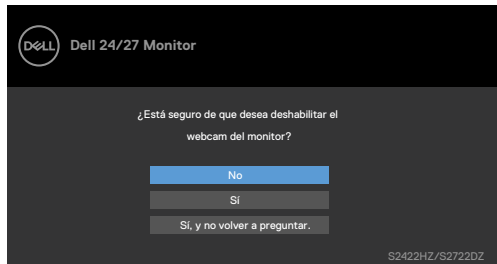 DELL
Dell 24/27 Monitor
¿Está seguro de que desea deshabilitar el
webcam del monitor?
No
Sí
Sí, y no volver a preguntar.
S2422HZ/S2722DZ